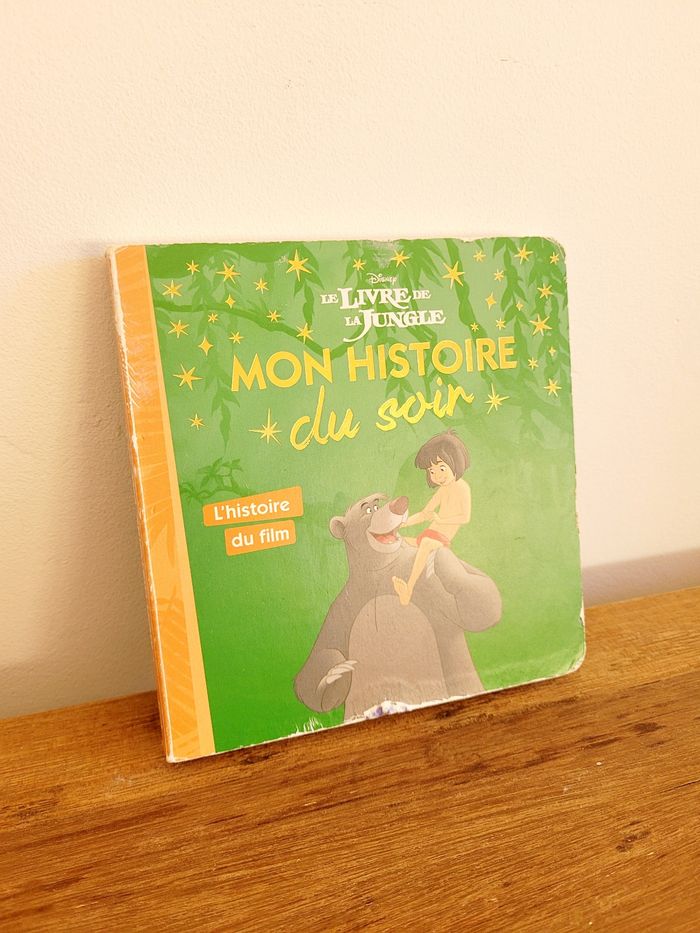 Disney
LE LIVRE DE
LA JUNGLE
MON HISTOIRE
du soir
L'histoire
du film